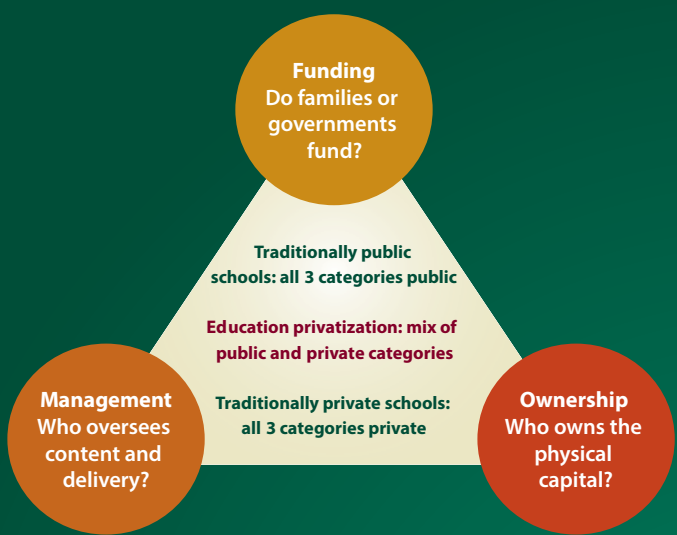 Funding
Do families or
governments
fund?
Traditionally public
schools: all 3 categories public
Education privatization: mix of
public and private categories
Traditionally private schools:
all 3 categories private
Management
Who oversees
content and
delivery?
Ownership
Who owns the
physical
capital?